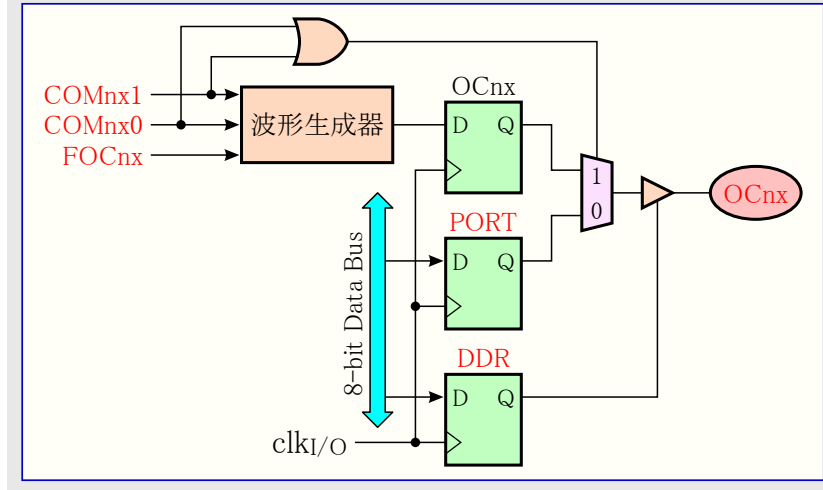 OCnx
COMnx1
COMnx0
FOCnx
波形生成器
D Q
1
0
OCnx
PORT
D Q
8-bit Data Bus
DDR
D Q
clkI/O